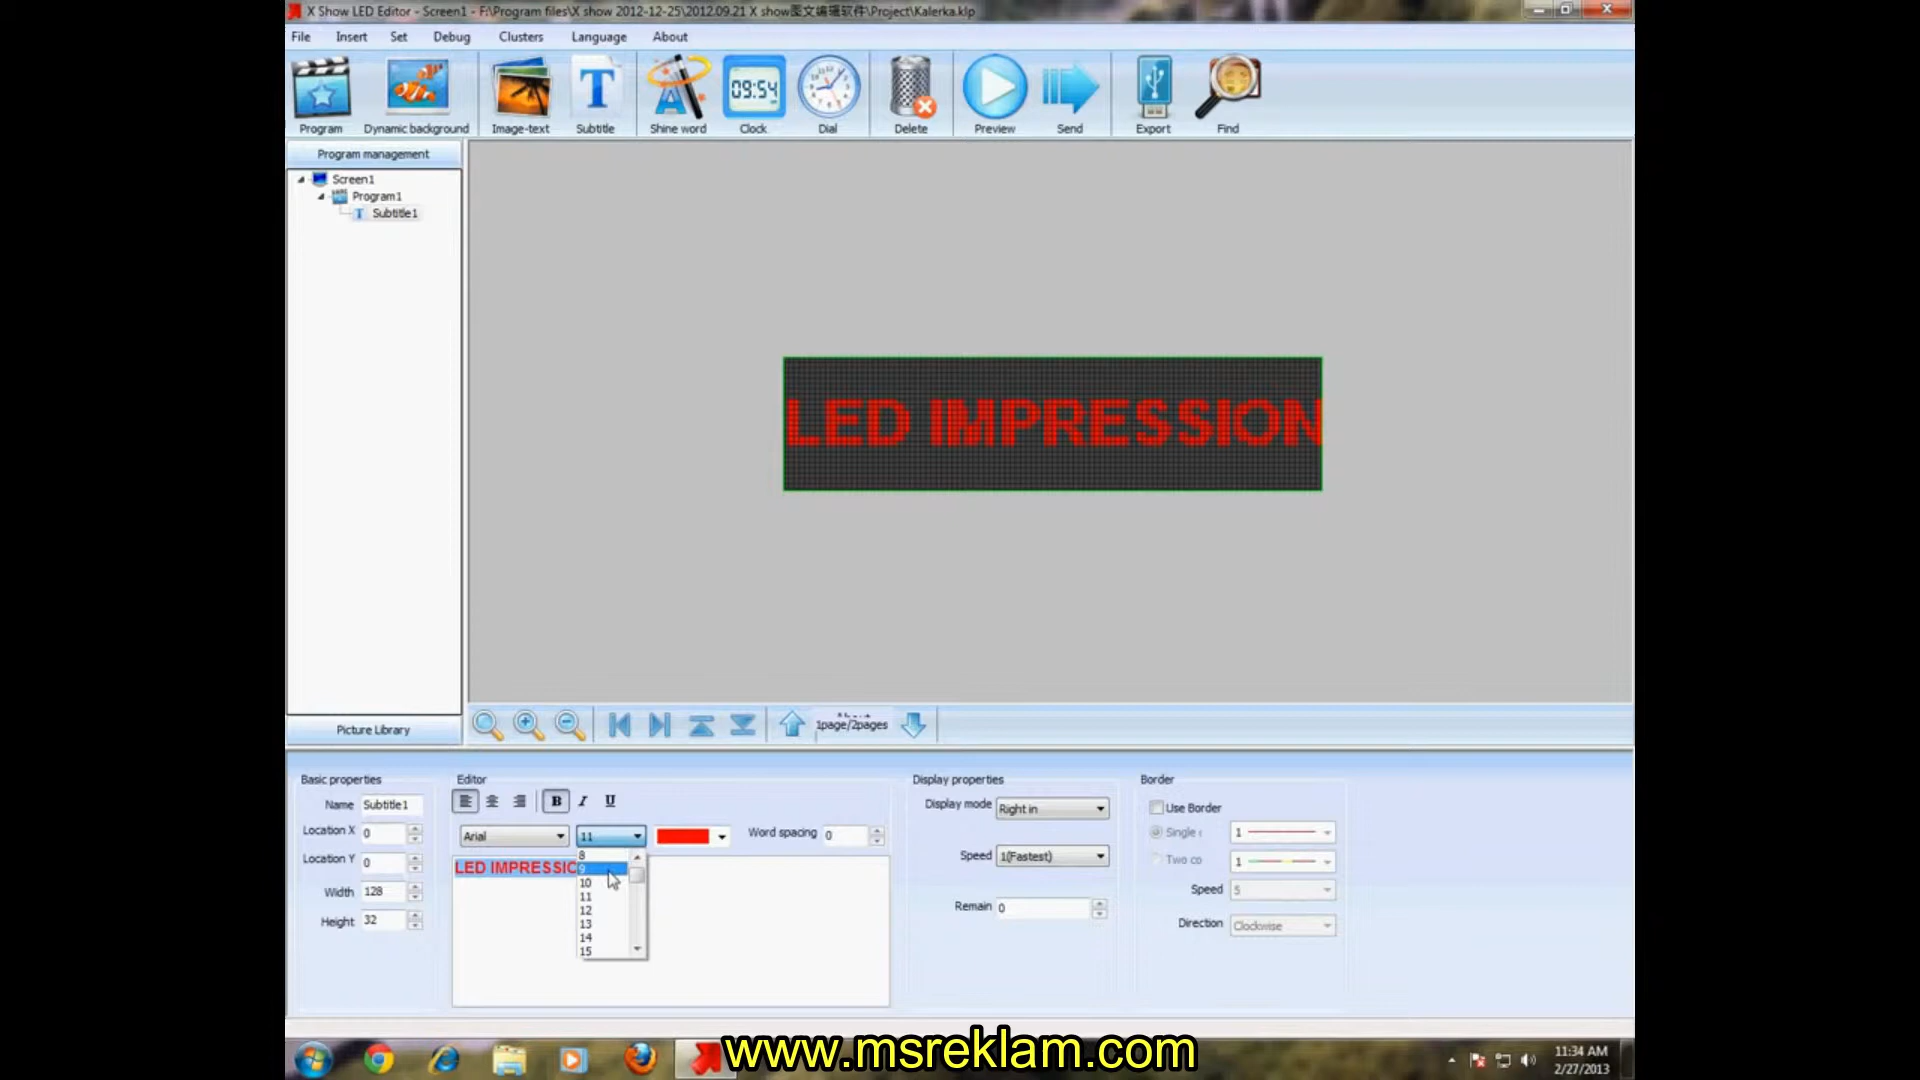 X Show LED Editor - Screen1 - F:\Program files\X show 2012-12-25\2012.09.21 X show图文编辑软件\Project\Kalerka.klp
File Insert Set Debug Clusters Language About
09:54
Program Dynamic background Image-text Subtitle Shine word Clock Dial Delete Preview Send Export Find
Program management
Screen1
Program1
Subtitle1
LED IMPRESSION
Picture Library
1page/2pages
Basic properties
Name Subtitle1
Location X 0
Location Y 0
Width 128
Height 32
Editor
B I U
Arial 11 Word spacing 0
LED IMPRESSIO
8
9
10
11
12
13
14
15
Display properties
Display mode Right in
Speed 1(Fastest)
Remain 0
Border
Use Border
Single 1
Two co 1
Speed 5
Direction Clockwise
www.msreklam.com
11:34 AM
2/27/2013